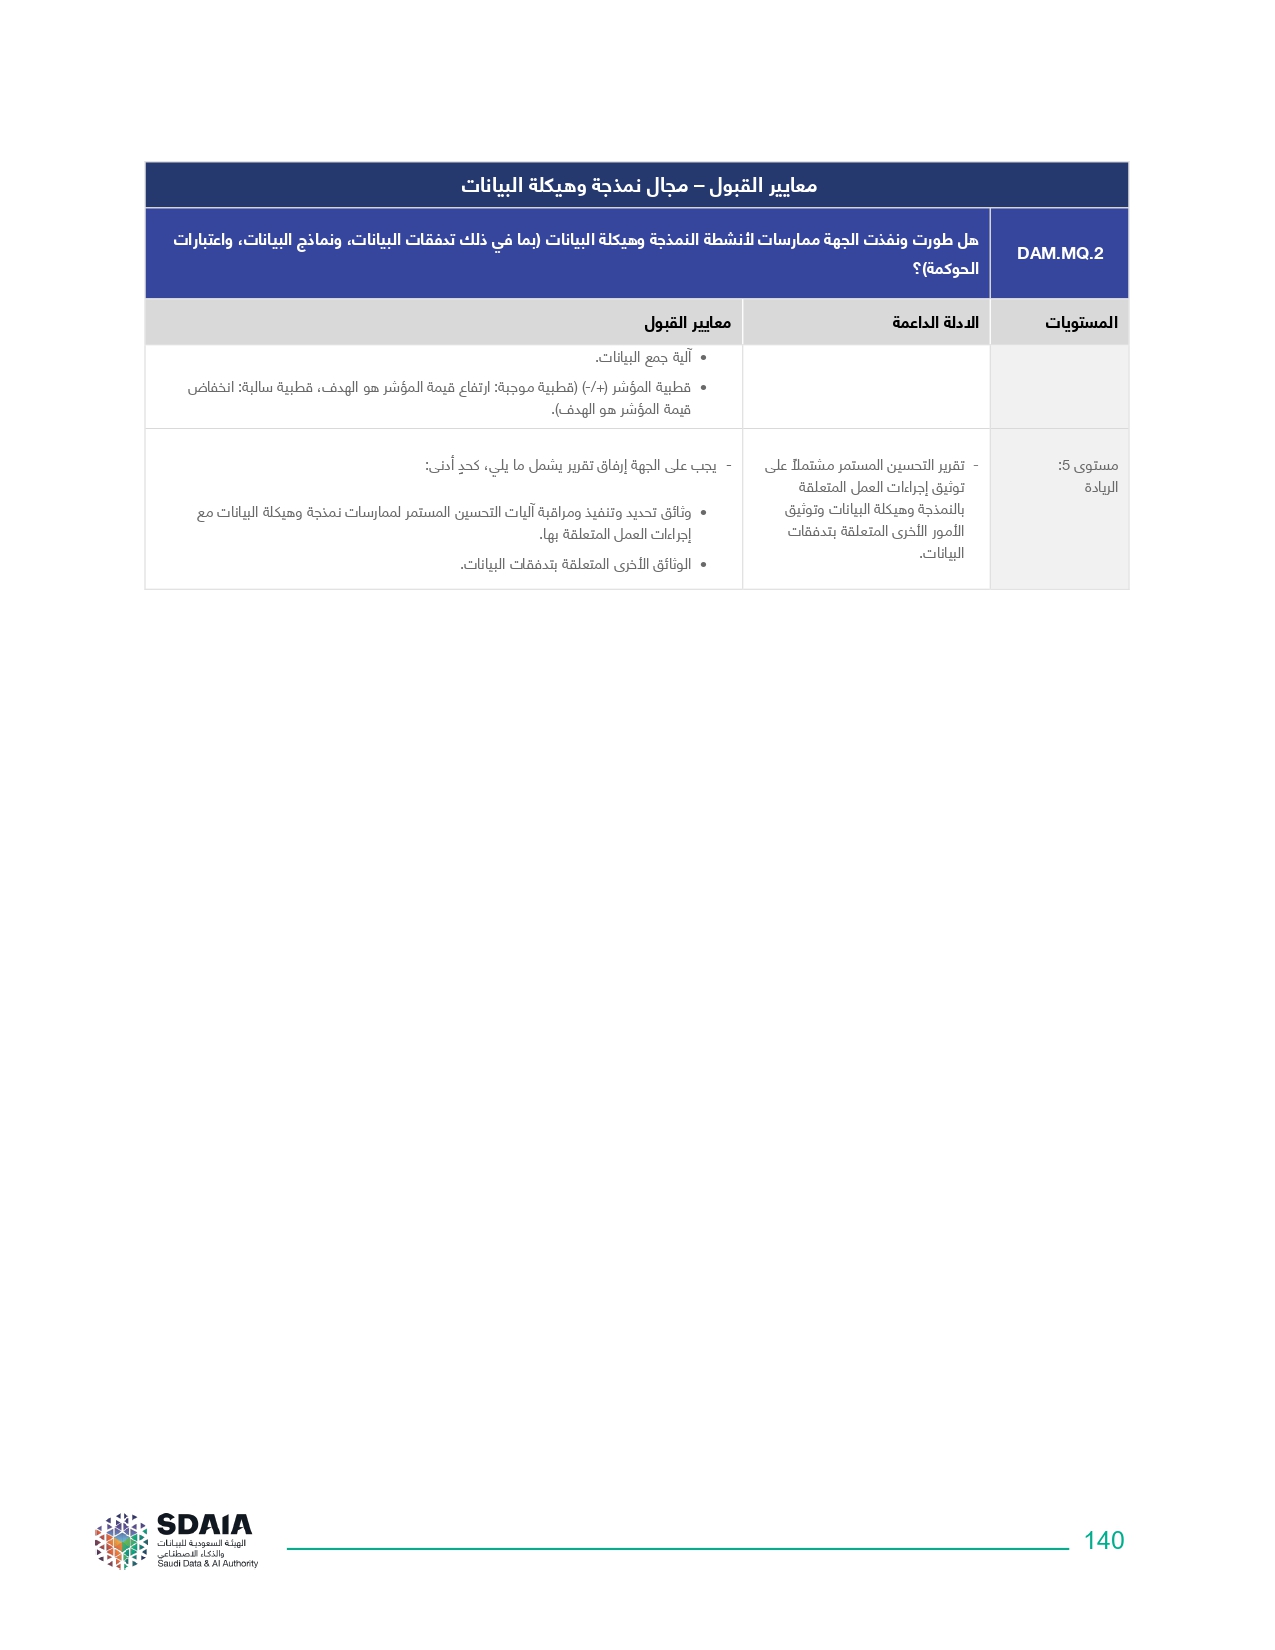 معايير القبول – مجال نمذجة وهيكلة البيانات
DAM.MQ.2
هل طورت ونفذت الجهة ممارسات لأنشطة النمذجة وهيكلة البيانات (بما في ذلك تدفقات البيانات، ونماذج البيانات، واعتبارات
الحوكمة)؟
المستويات
الادلة الداعمة
معايير القبول
• آلية جمع البيانات.
• قطبية المؤشر (+/-) (قطبية موجبة: ارتفاع قيمة المؤشر هو الهدف، قطبية سالبة: انخفاض
قيمة المؤشر هو الهدف).
مستوى 5:
الريادة
- تقرير التحسين المستمر مشتملاً على
توثيق إجراءات العمل المتعلقة
بالنمذجة وهيكلة البيانات وتوثيق
الأمور الأخرى المتعلقة بتدفقات
البيانات.
- يجب على الجهة إرفاق تقرير يشمل ما يلي، كحدٍ أدنى:
• وثائق تحديد وتنفيذ ومراقبة آليات التحسين المستمر لممارسات نمذجة وهيكلة البيانات مع
إجراءات العمل المتعلقة بها.
• الوثائق الأخرى المتعلقة بتدفقات البيانات.
SDAIA
الهيئة السعودية للبيانات
والذكاء الاصطناعي
Saudi Data & AI Authority
140